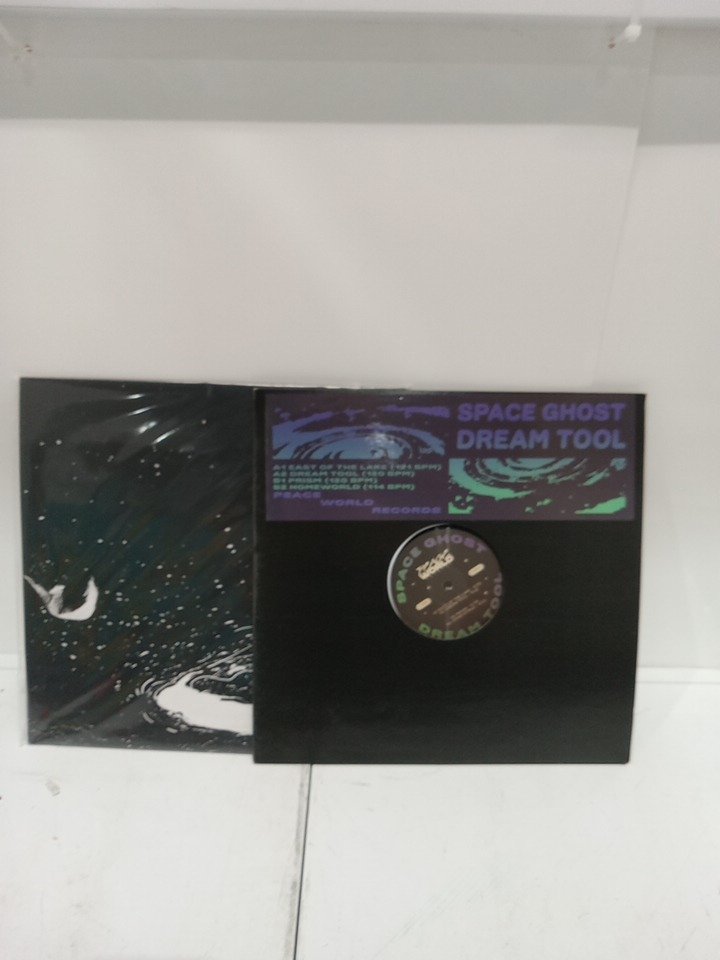 SPACE GHOST
DREAM TOOL
A1 EAST OF THE LAKE (121 BPM)
A2 DREAM TOOL (120 BPM)
B1 PRISM (120 BPM)
B2 HOMEWORLD (114 BPM)
PEACE
WORLD
RECORDS
SPACE GHOST
DREAM TOOL